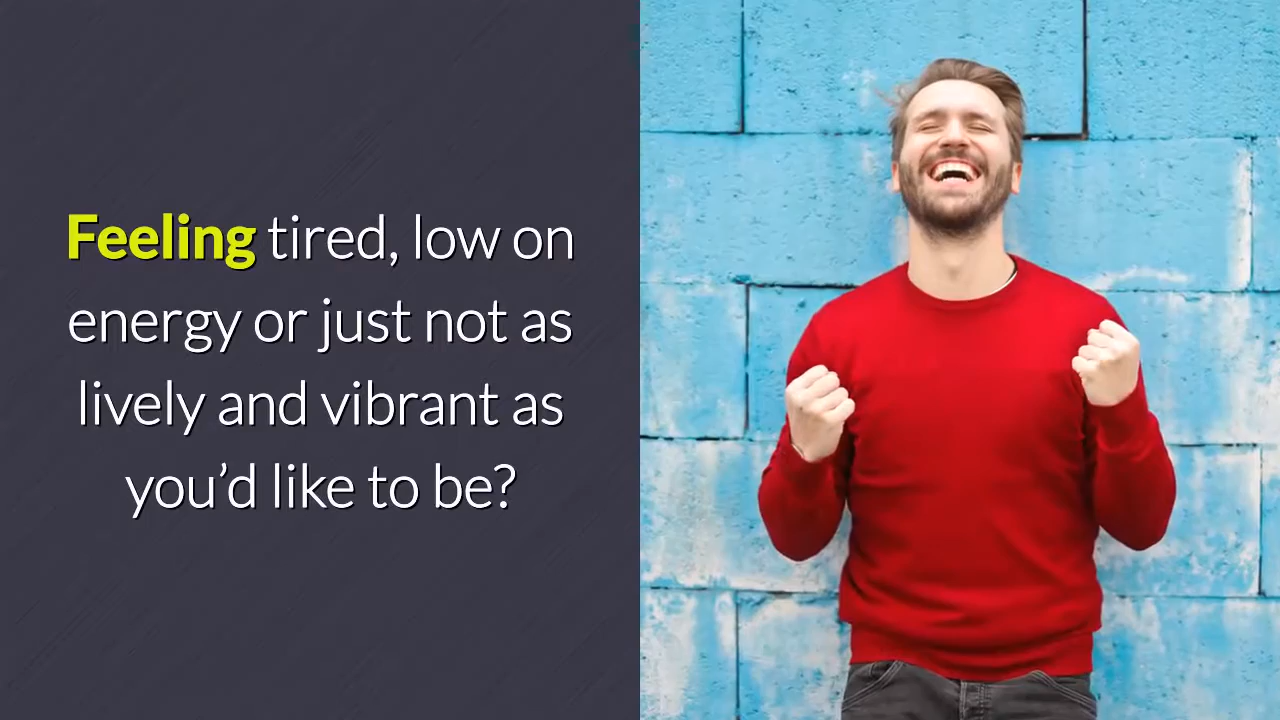 Feeling tired, low on
energy or just not as
lively and vibrant as
you’d like to be?